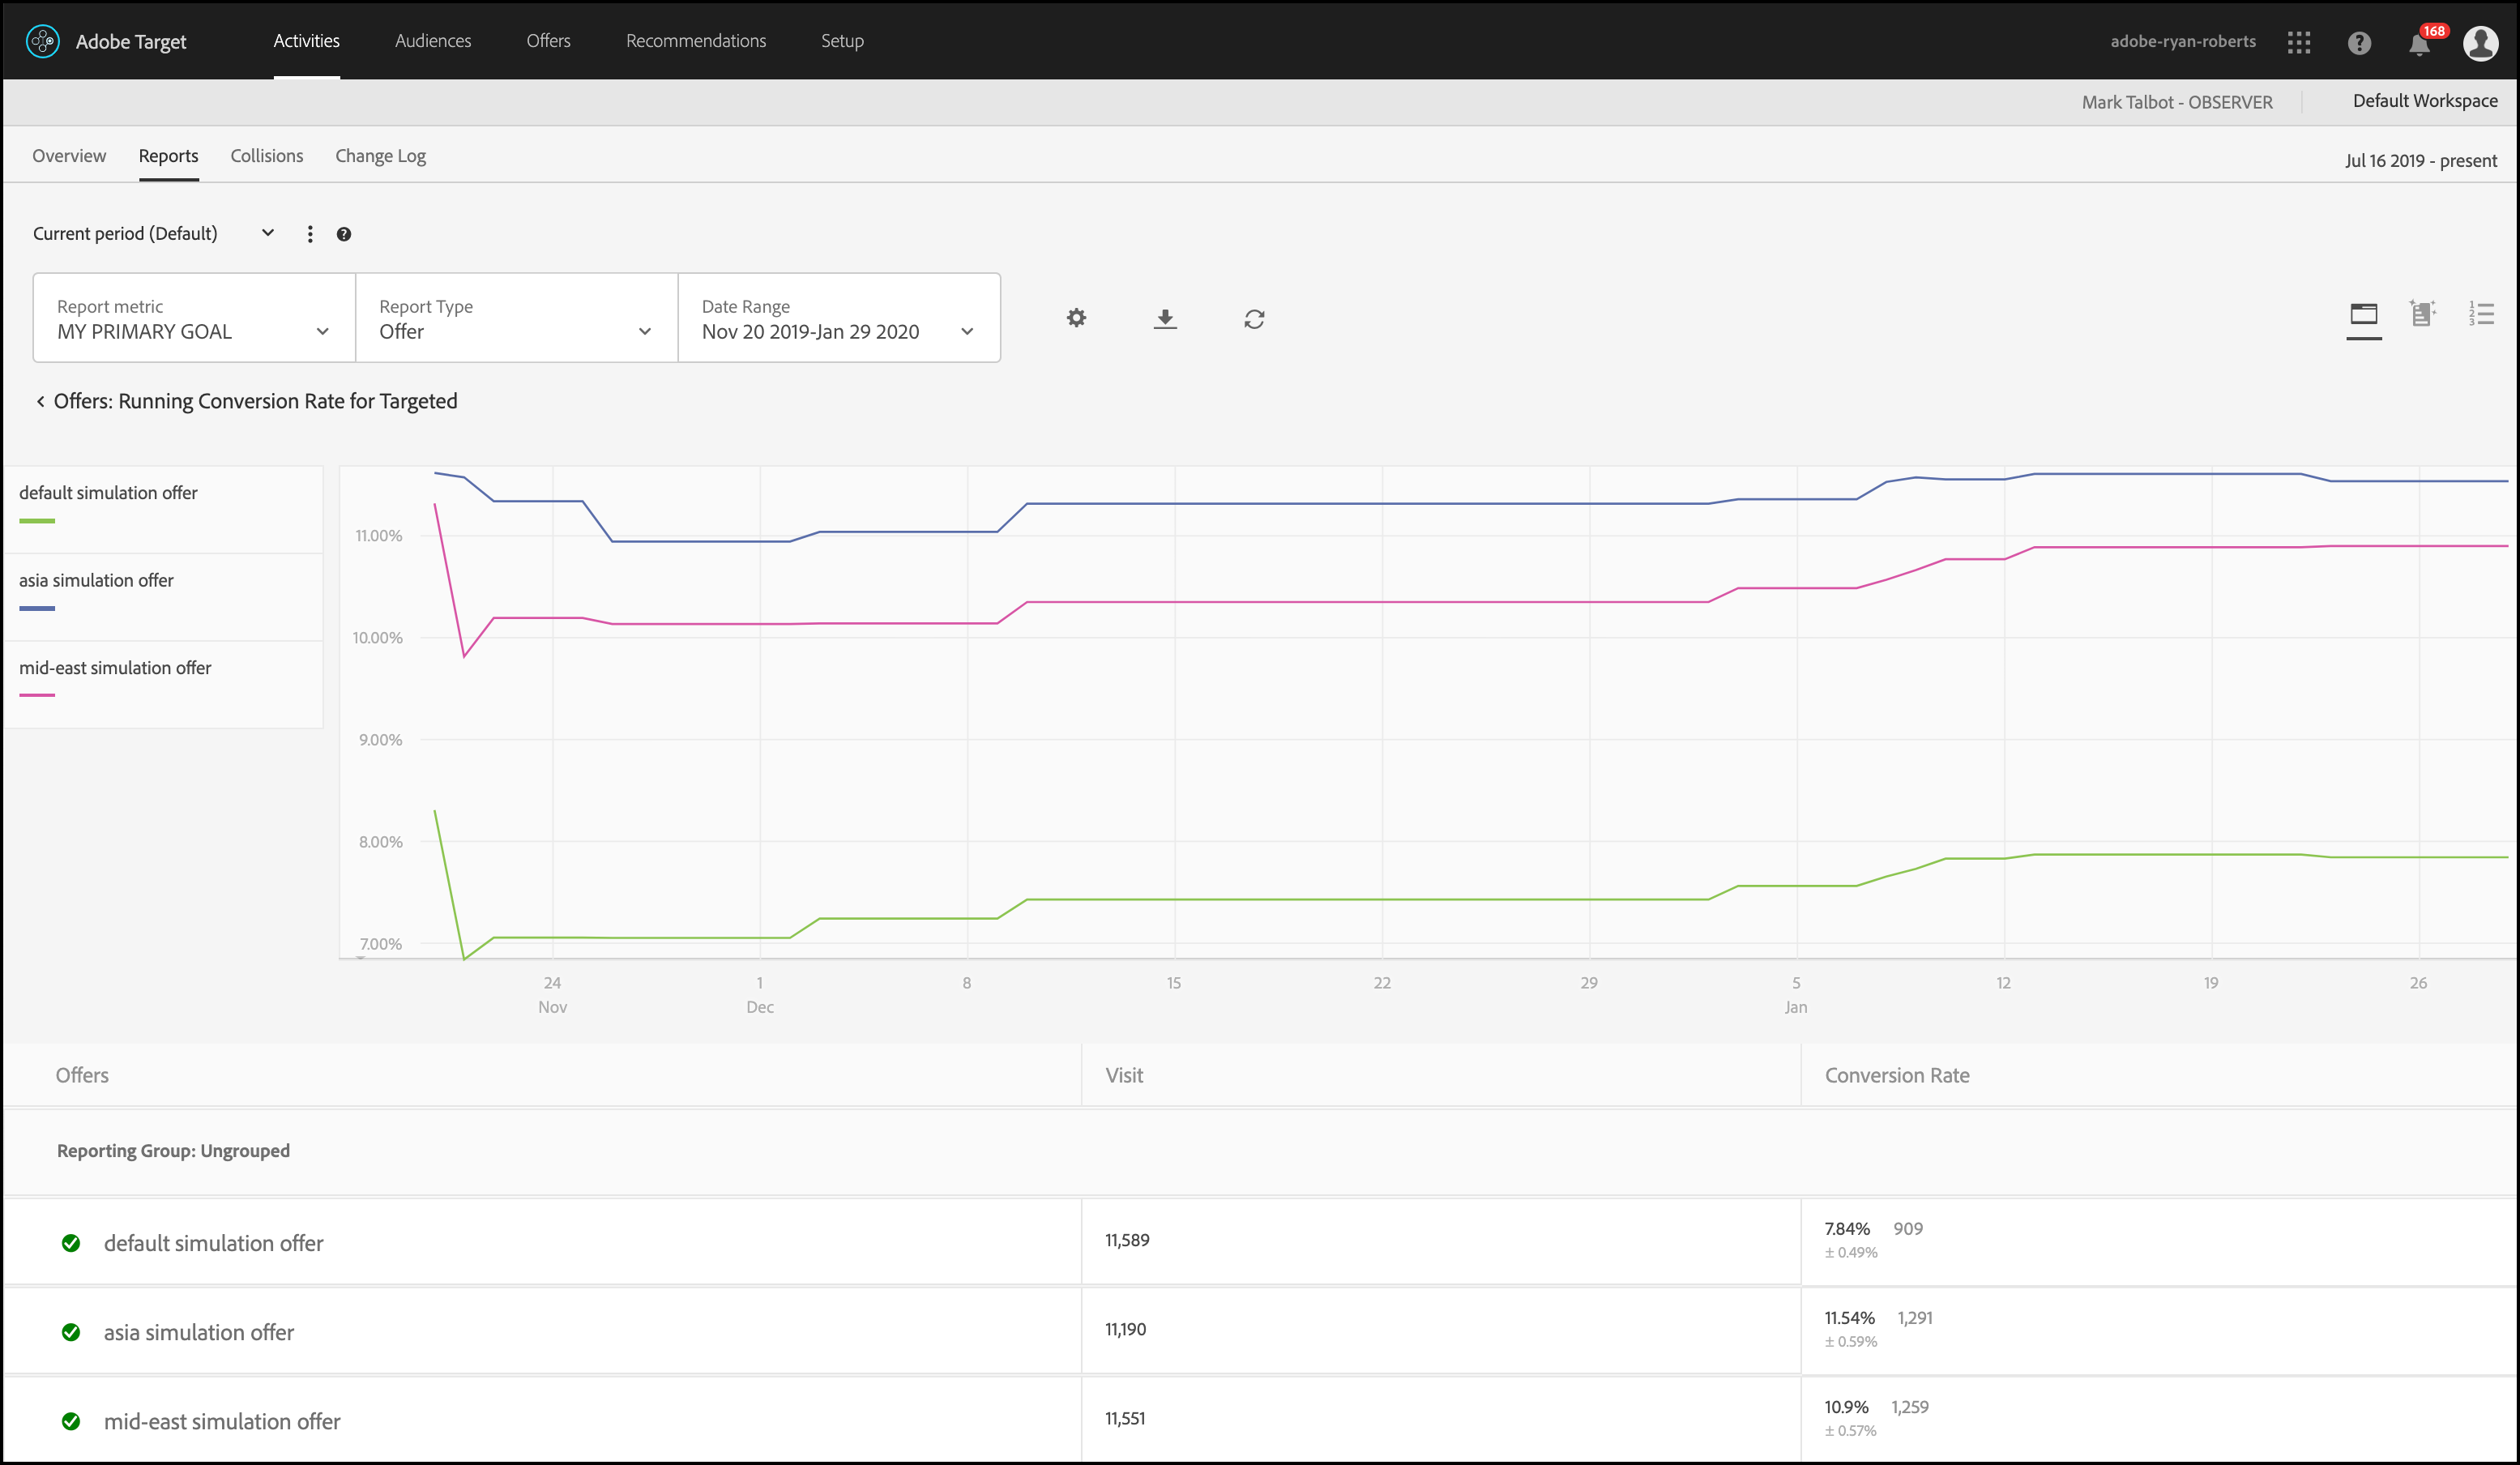 Adobe Target
Activities
Audiences
Offers
Recommendations
Setup
adobe-ryan-roberts
168
Mark Talbot - OBSERVER
Default Workspace
Overview
Reports
Collisions
Change Log
Jul 16 2019 - present
Current period (Default)
Report metric
MY PRIMARY GOAL
Report Type
Offer
Date Range
Nov 20 2019-Jan 29 2020
Offers: Running Conversion Rate for Targeted
default simulation offer
asia simulation offer
mid-east simulation offer
11.00%
10.00%
9.00%
8.00%
7.00%
24 1 8 15 22 29 5 12 19 26
Nov Dec Jan
Offers Visit Conversion Rate
Reporting Group: Ungrouped
default simulation offer 11,589 7.84% 909
± 0.49%
asia simulation offer 11,190 11.54% 1,291
± 0.59%
mid-east simulation offer 11,551 10.9% 1,259
± 0.57%